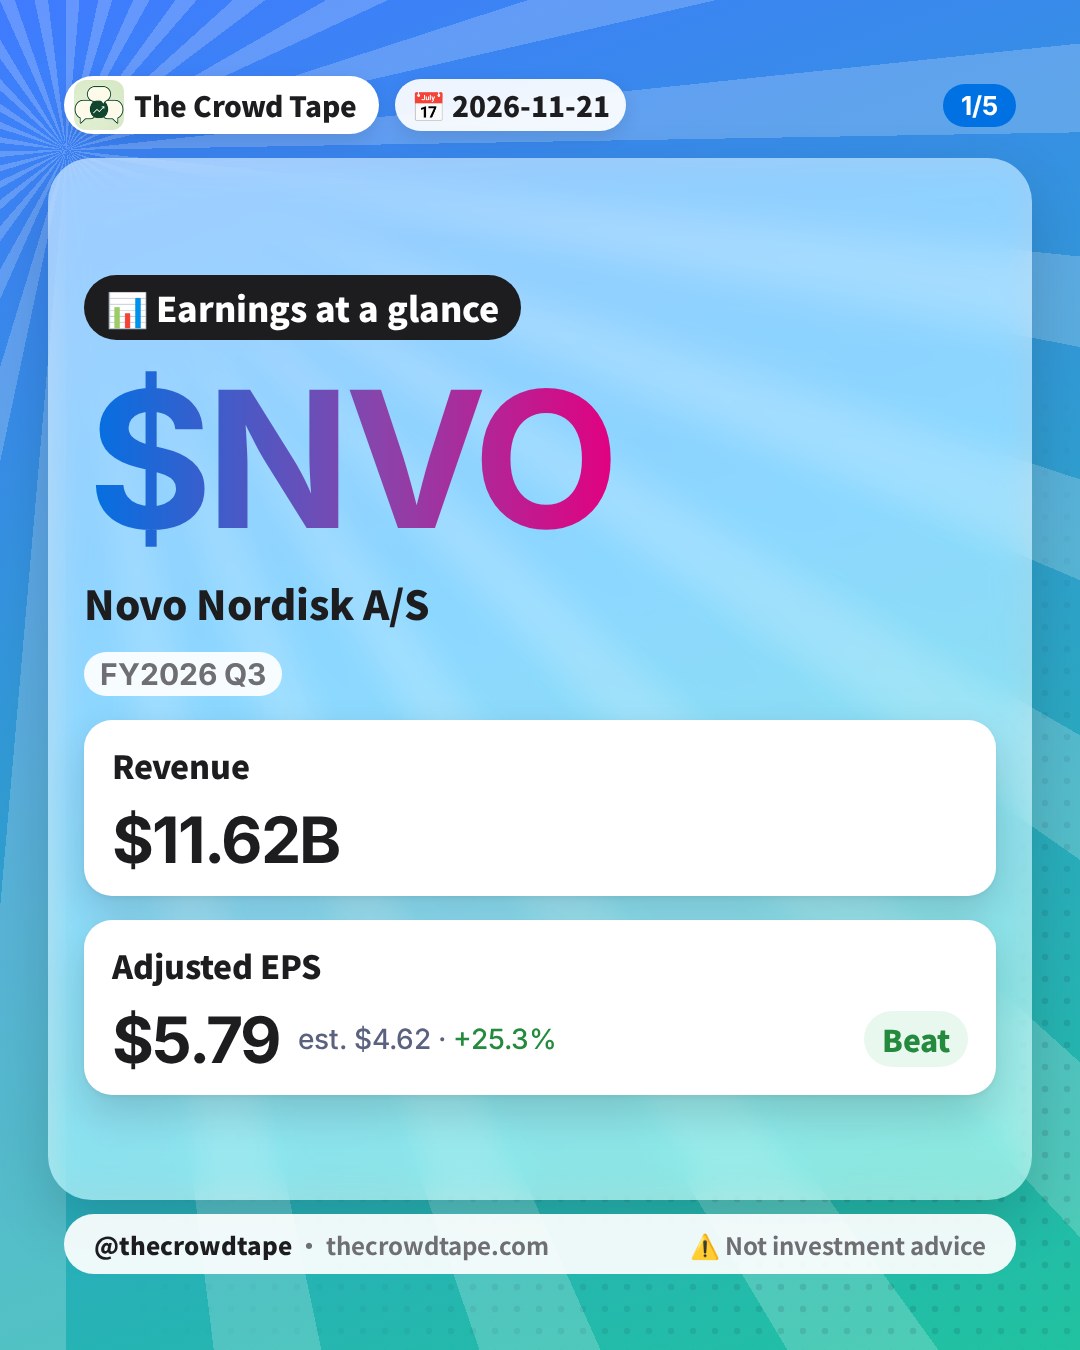 The Crowd Tape
📅 2026-11-21
1/5
📊 Earnings at a glance
$NVO
Novo Nordisk A/S
FY2026 Q3
Revenue
$11.62B
Adjusted EPS
$5.79 est. $4.62 · +25.3% Beat
@thecrowdtape • thecrowdtape.com
⚠️ Not investment advice